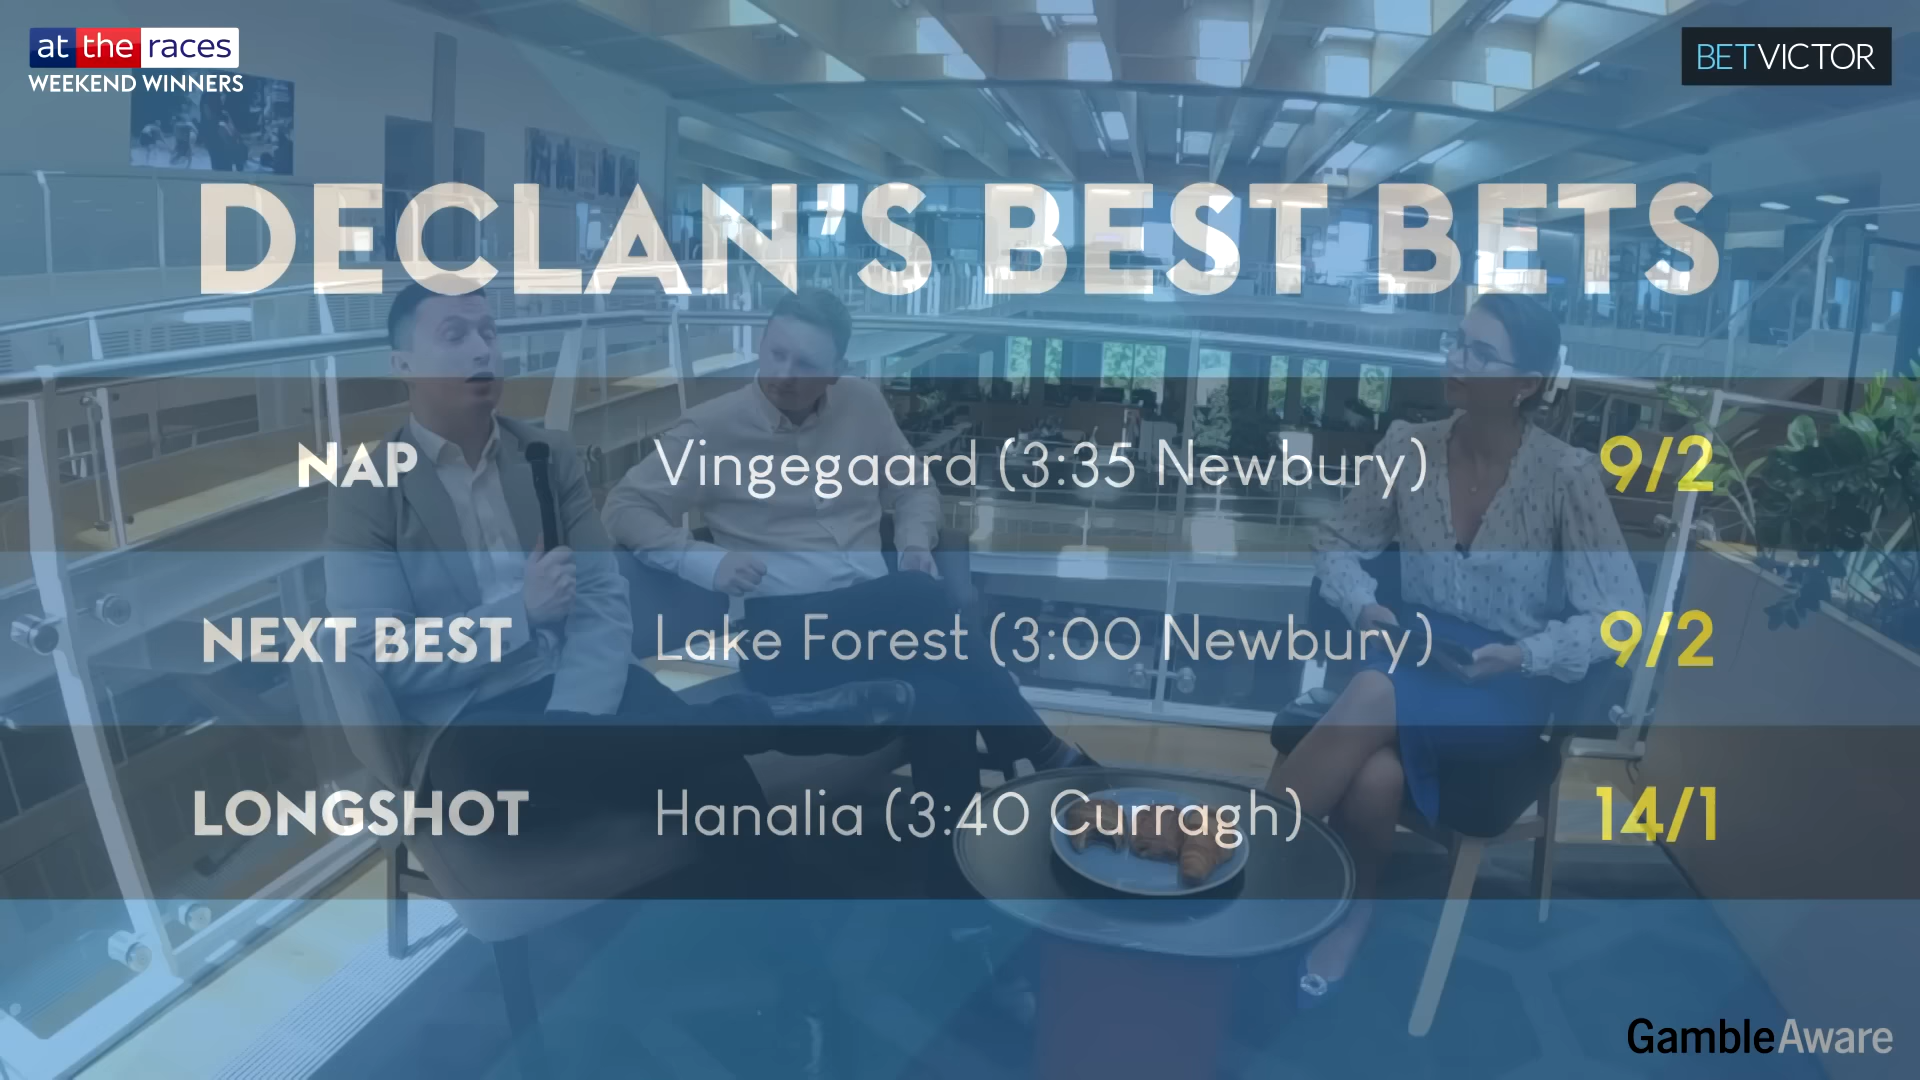 at the races
WEEKEND WINNERS
BETVICTOR
DECLAN'S BEST BETS
NAP Vingegaard (3:35 Newbury) 9/2
NEXT BEST Lake Forest (3:00 Newbury) 9/2
LONGSHOT Hanalia (3:40 Curragh) 14/1
GambleAware